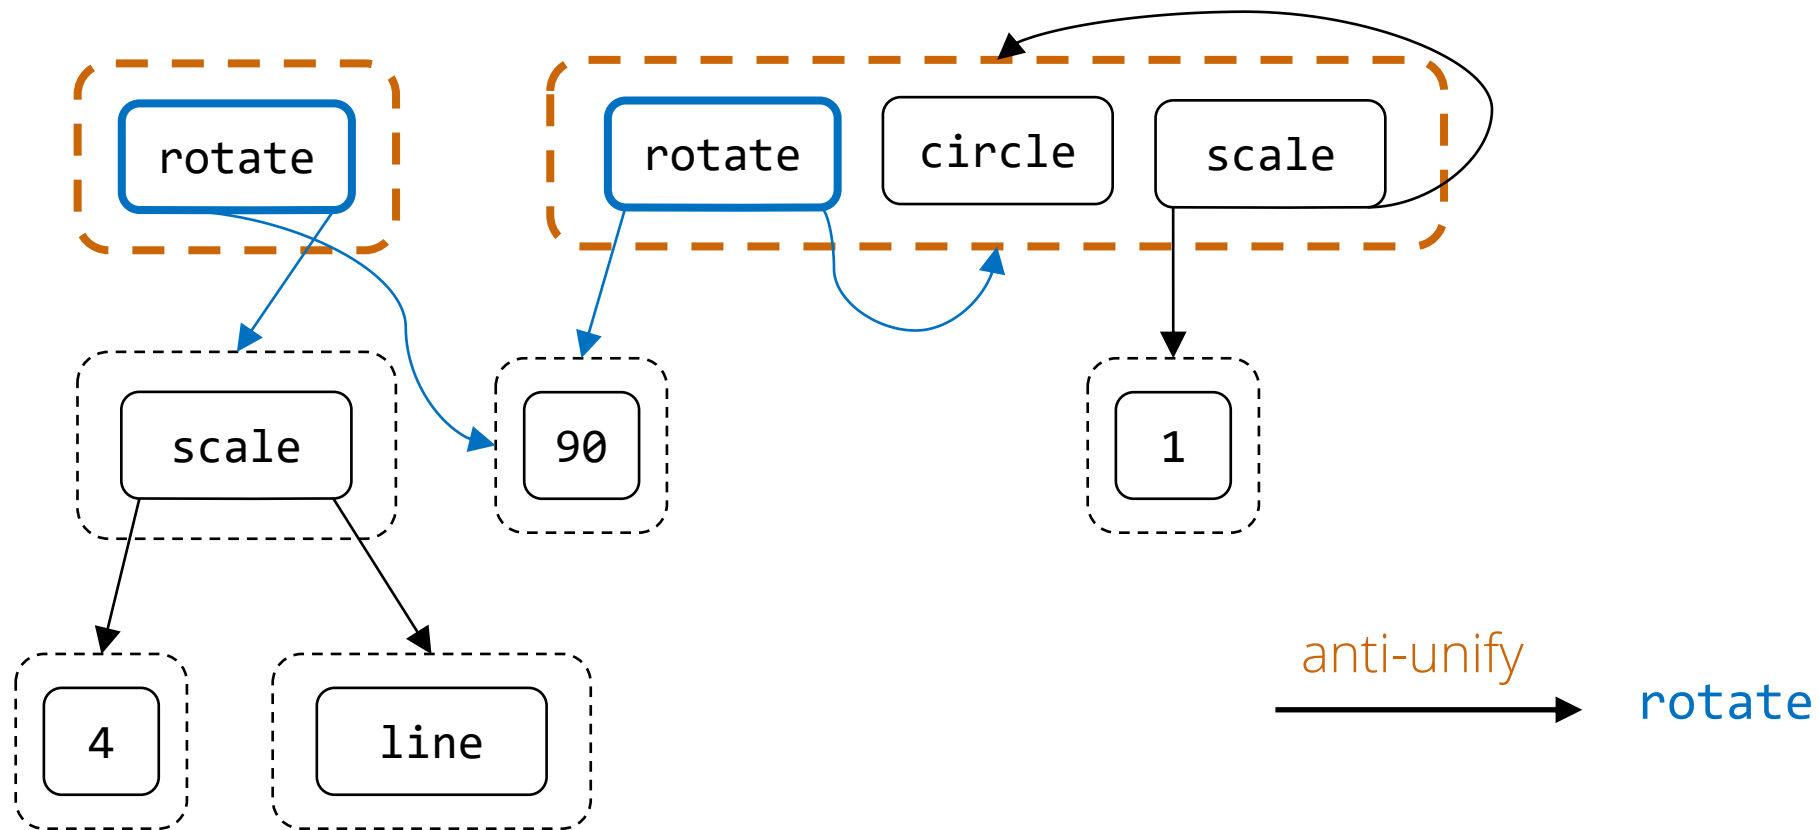 rotate
rotate
circle
scale
scale
90
1
4
line
anti-unify
rotate